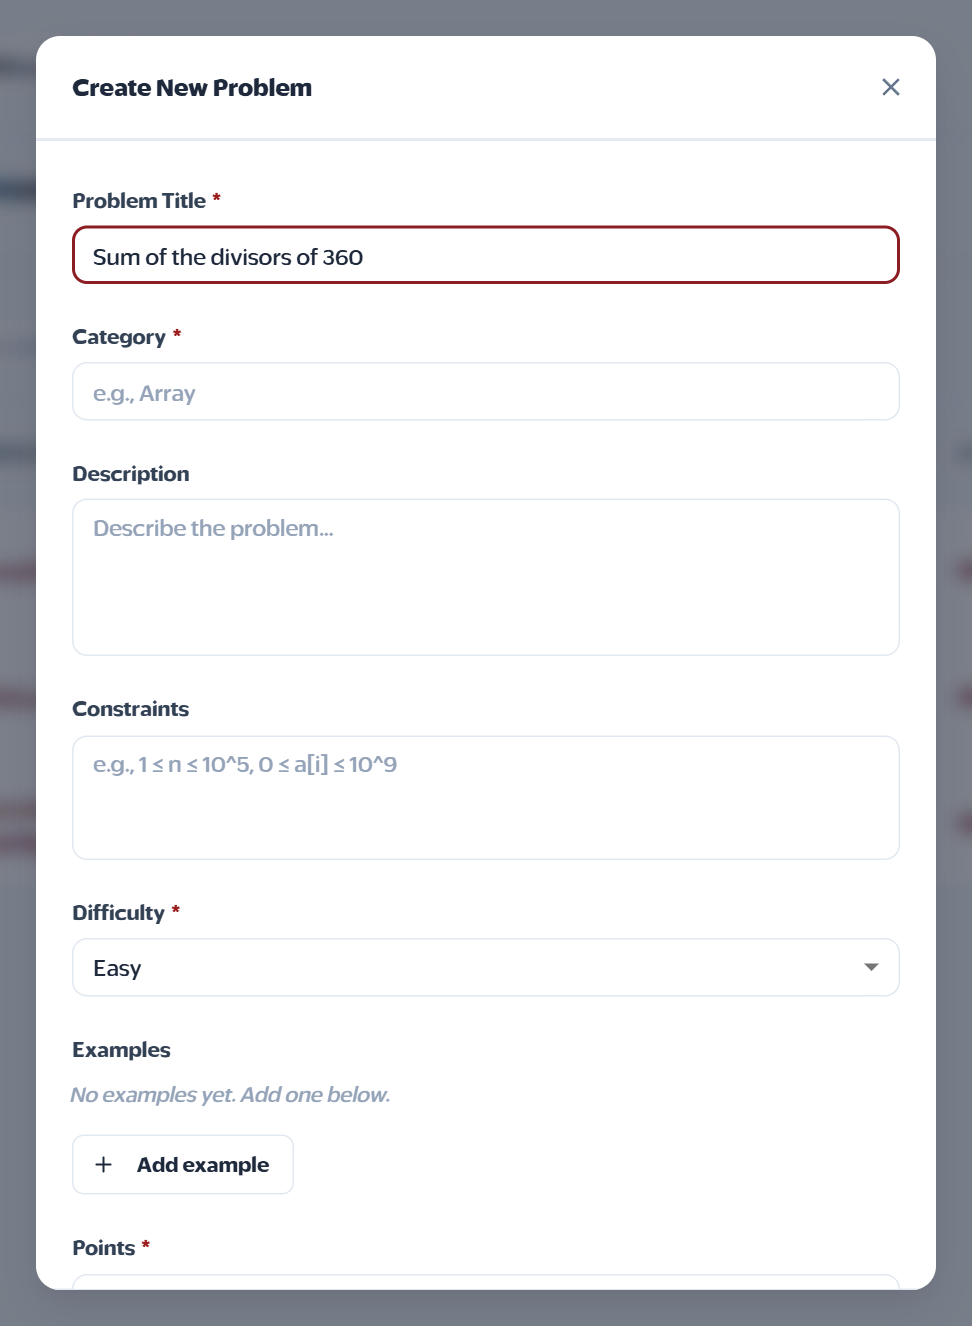 Create New Problem
Problem Title *
Sum of the divisors of 360
Category *
e.g., Array
Description
Describe the problem...
Constraints
e.g., 1 ≤ n ≤ 10^5, 0 ≤ a[i] ≤ 10^9
Difficulty *
Easy
Examples
No examples yet. Add one below.
+ Add example
Points *